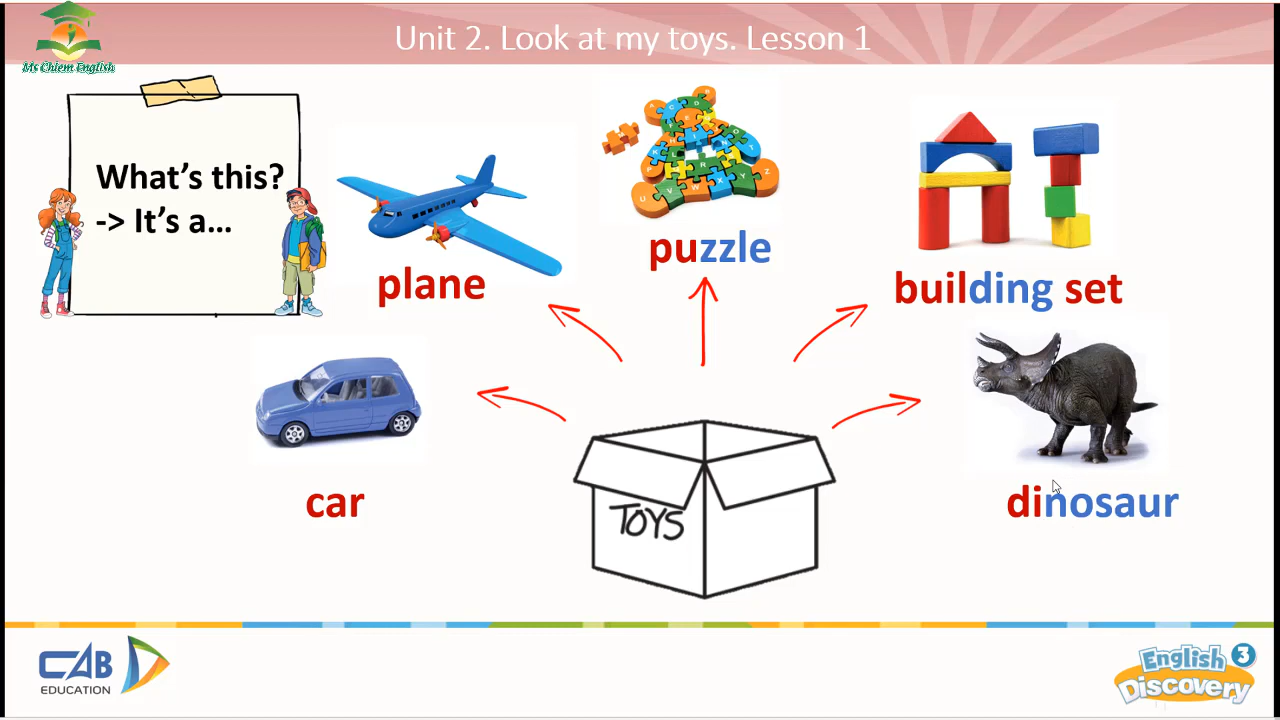 Unit 2. Look at my toys. Lesson 1
Ms Chiem English
What's this?
-> It's a...
plane
puzzle
building set
car
dinosaur
TOYS
CAB
EDUCATION
English 3
Discovery